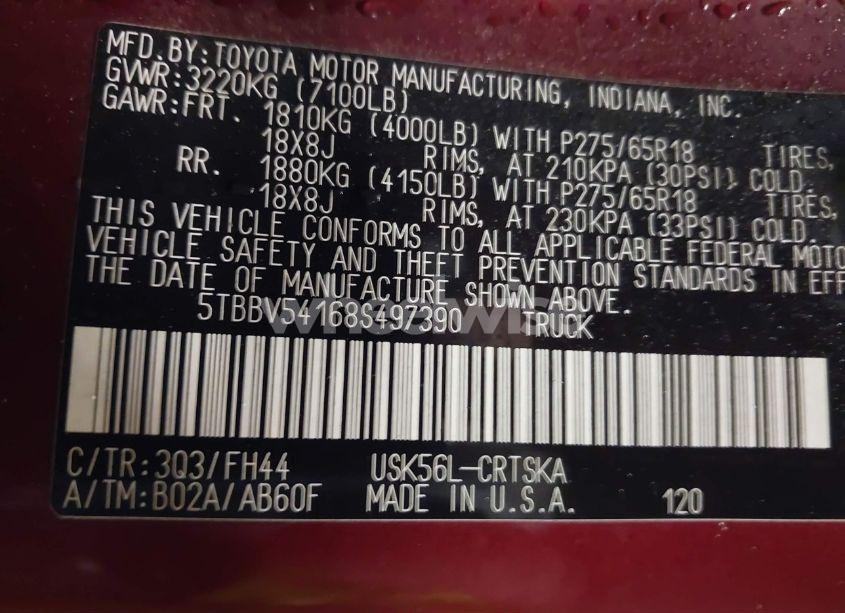 MFD. BY: TOYOTA MOTOR MANUFACTURING, INDIANA, INC.
GVWR: 3220KG (7100LB)
GAWR: FRT. 1810KG (4000LB) WITH P275/65R18 TIRES,
18X8J RIMS, AT 210KPA (30PSI) COLD.
RR. 1880KG (4150LB) WITH P275/65R18 TIRES,
18X8J RIMS, AT 230KPA (33PSI) COLD.
THIS VEHICLE CONFORMS TO ALL APPLICABLE FEDERAL MOTO
VEHICLE SAFETY AND THEFT PREVENTION STANDARDS IN EFF
THE DATE OF MANUFACTURE SHOWN ABOVE.
5TBBV54168S497390 TRUCK
C/TR: 3Q3/FH44 USK56L-CRTSKA
A/TM: B02A/AB60F MADE IN U.S.A. 120